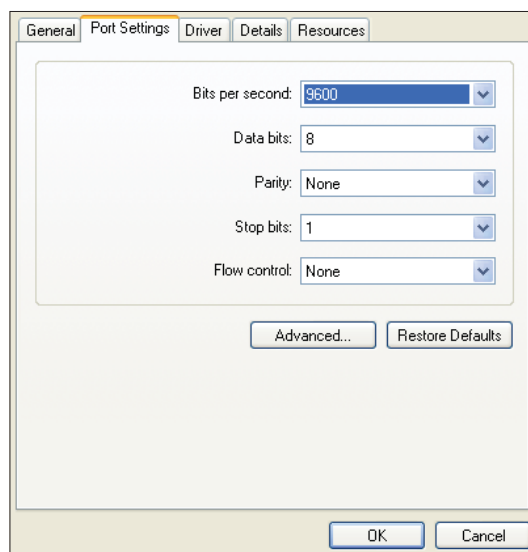 General Port Settings Driver Details Resources
Bits per second: 9600
Data bits: 8
Parity: None
Stop bits: 1
Flow control: None
Advanced... Restore Defaults
OK Cancel